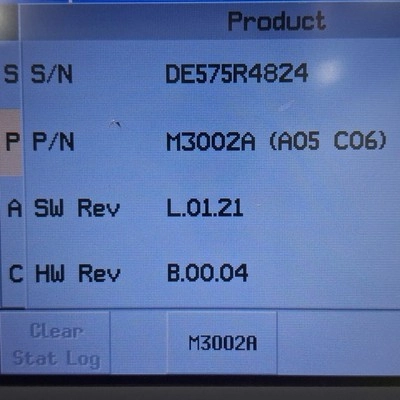 Product
S S/N DE575R4824
P P/N M3002A (A05 C06)
A SW Rev L.01.21
C HW Rev B.00.04
Clear
Stat Log
M3002A